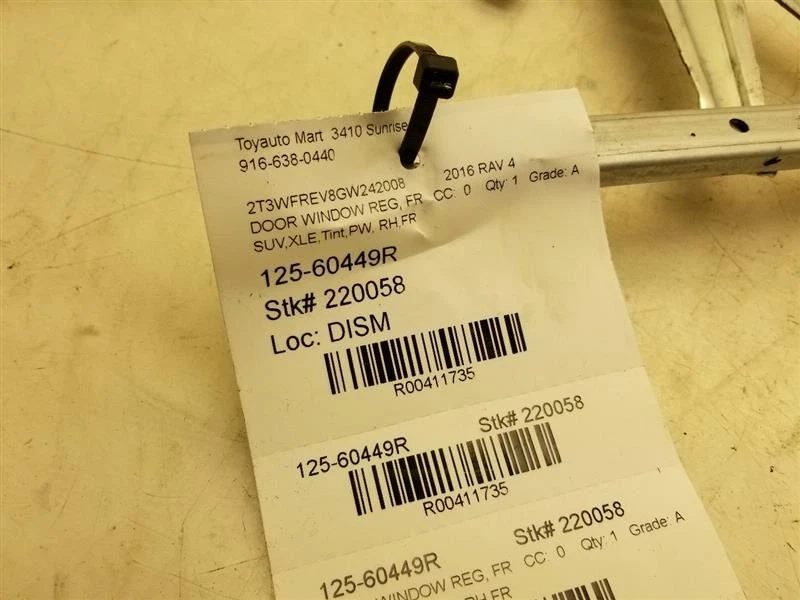 Toyauto Mart 3410 Sunrise
916-638-0440
2T3WFREV8GW242008 2016 RAV 4
DOOR WINDOW REG, FR CC: 0 Qty: 1 Grade: A
SUV,XLE,Tint,PW, RH,FR
125-60449R
Stk# 220058
Loc: DISM
R00411735
125-60449R Stk# 220058
R00411735
125-60449R Stk# 220058
WINDOW REG, FR CC: 0 Qty: 1 Grade: A
RH,FR